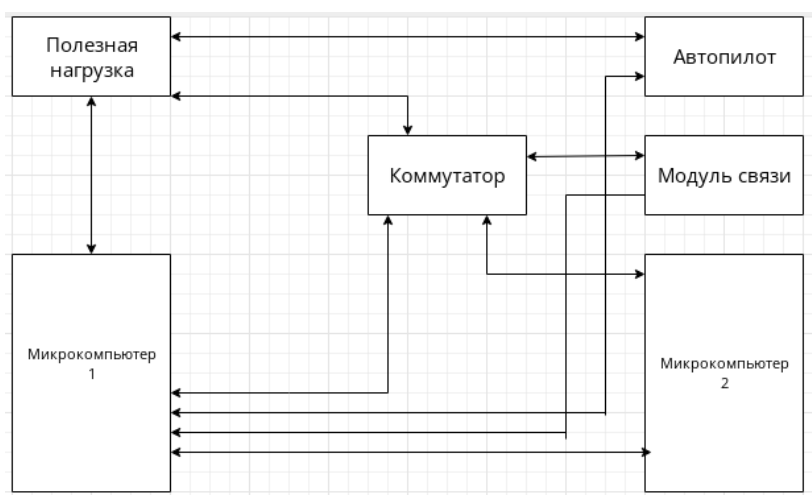 Полезная
нагрузка
Автопилот
Коммутатор
Модуль связи
Микрокомпьютер
1
Микрокомпьютер
2